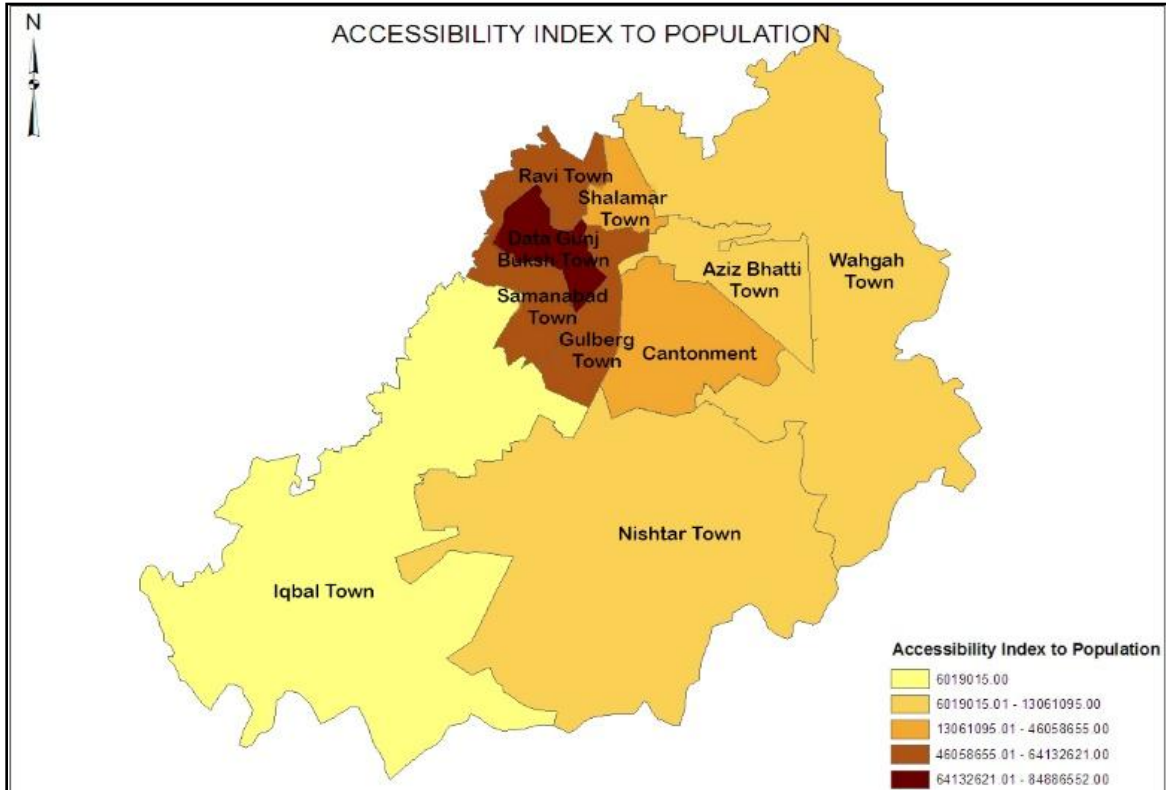 N
ACCESSIBILITY INDEX TO POPULATION
Ravi Town
Shalamar
Town
Data Gunj
Buksh Town
Aziz Bhatti
Town
Wahgah
Town
Samanabad
Town
Gulberg
Town
Cantonment
Nishtar Town
Iqbal Town
Accessibility Index to Population
6019015.00
6019015.01 - 13061095.00
13061095.01 - 46058655.00
46058655.01 - 64132621.00
64132621.01 - 84886552.00